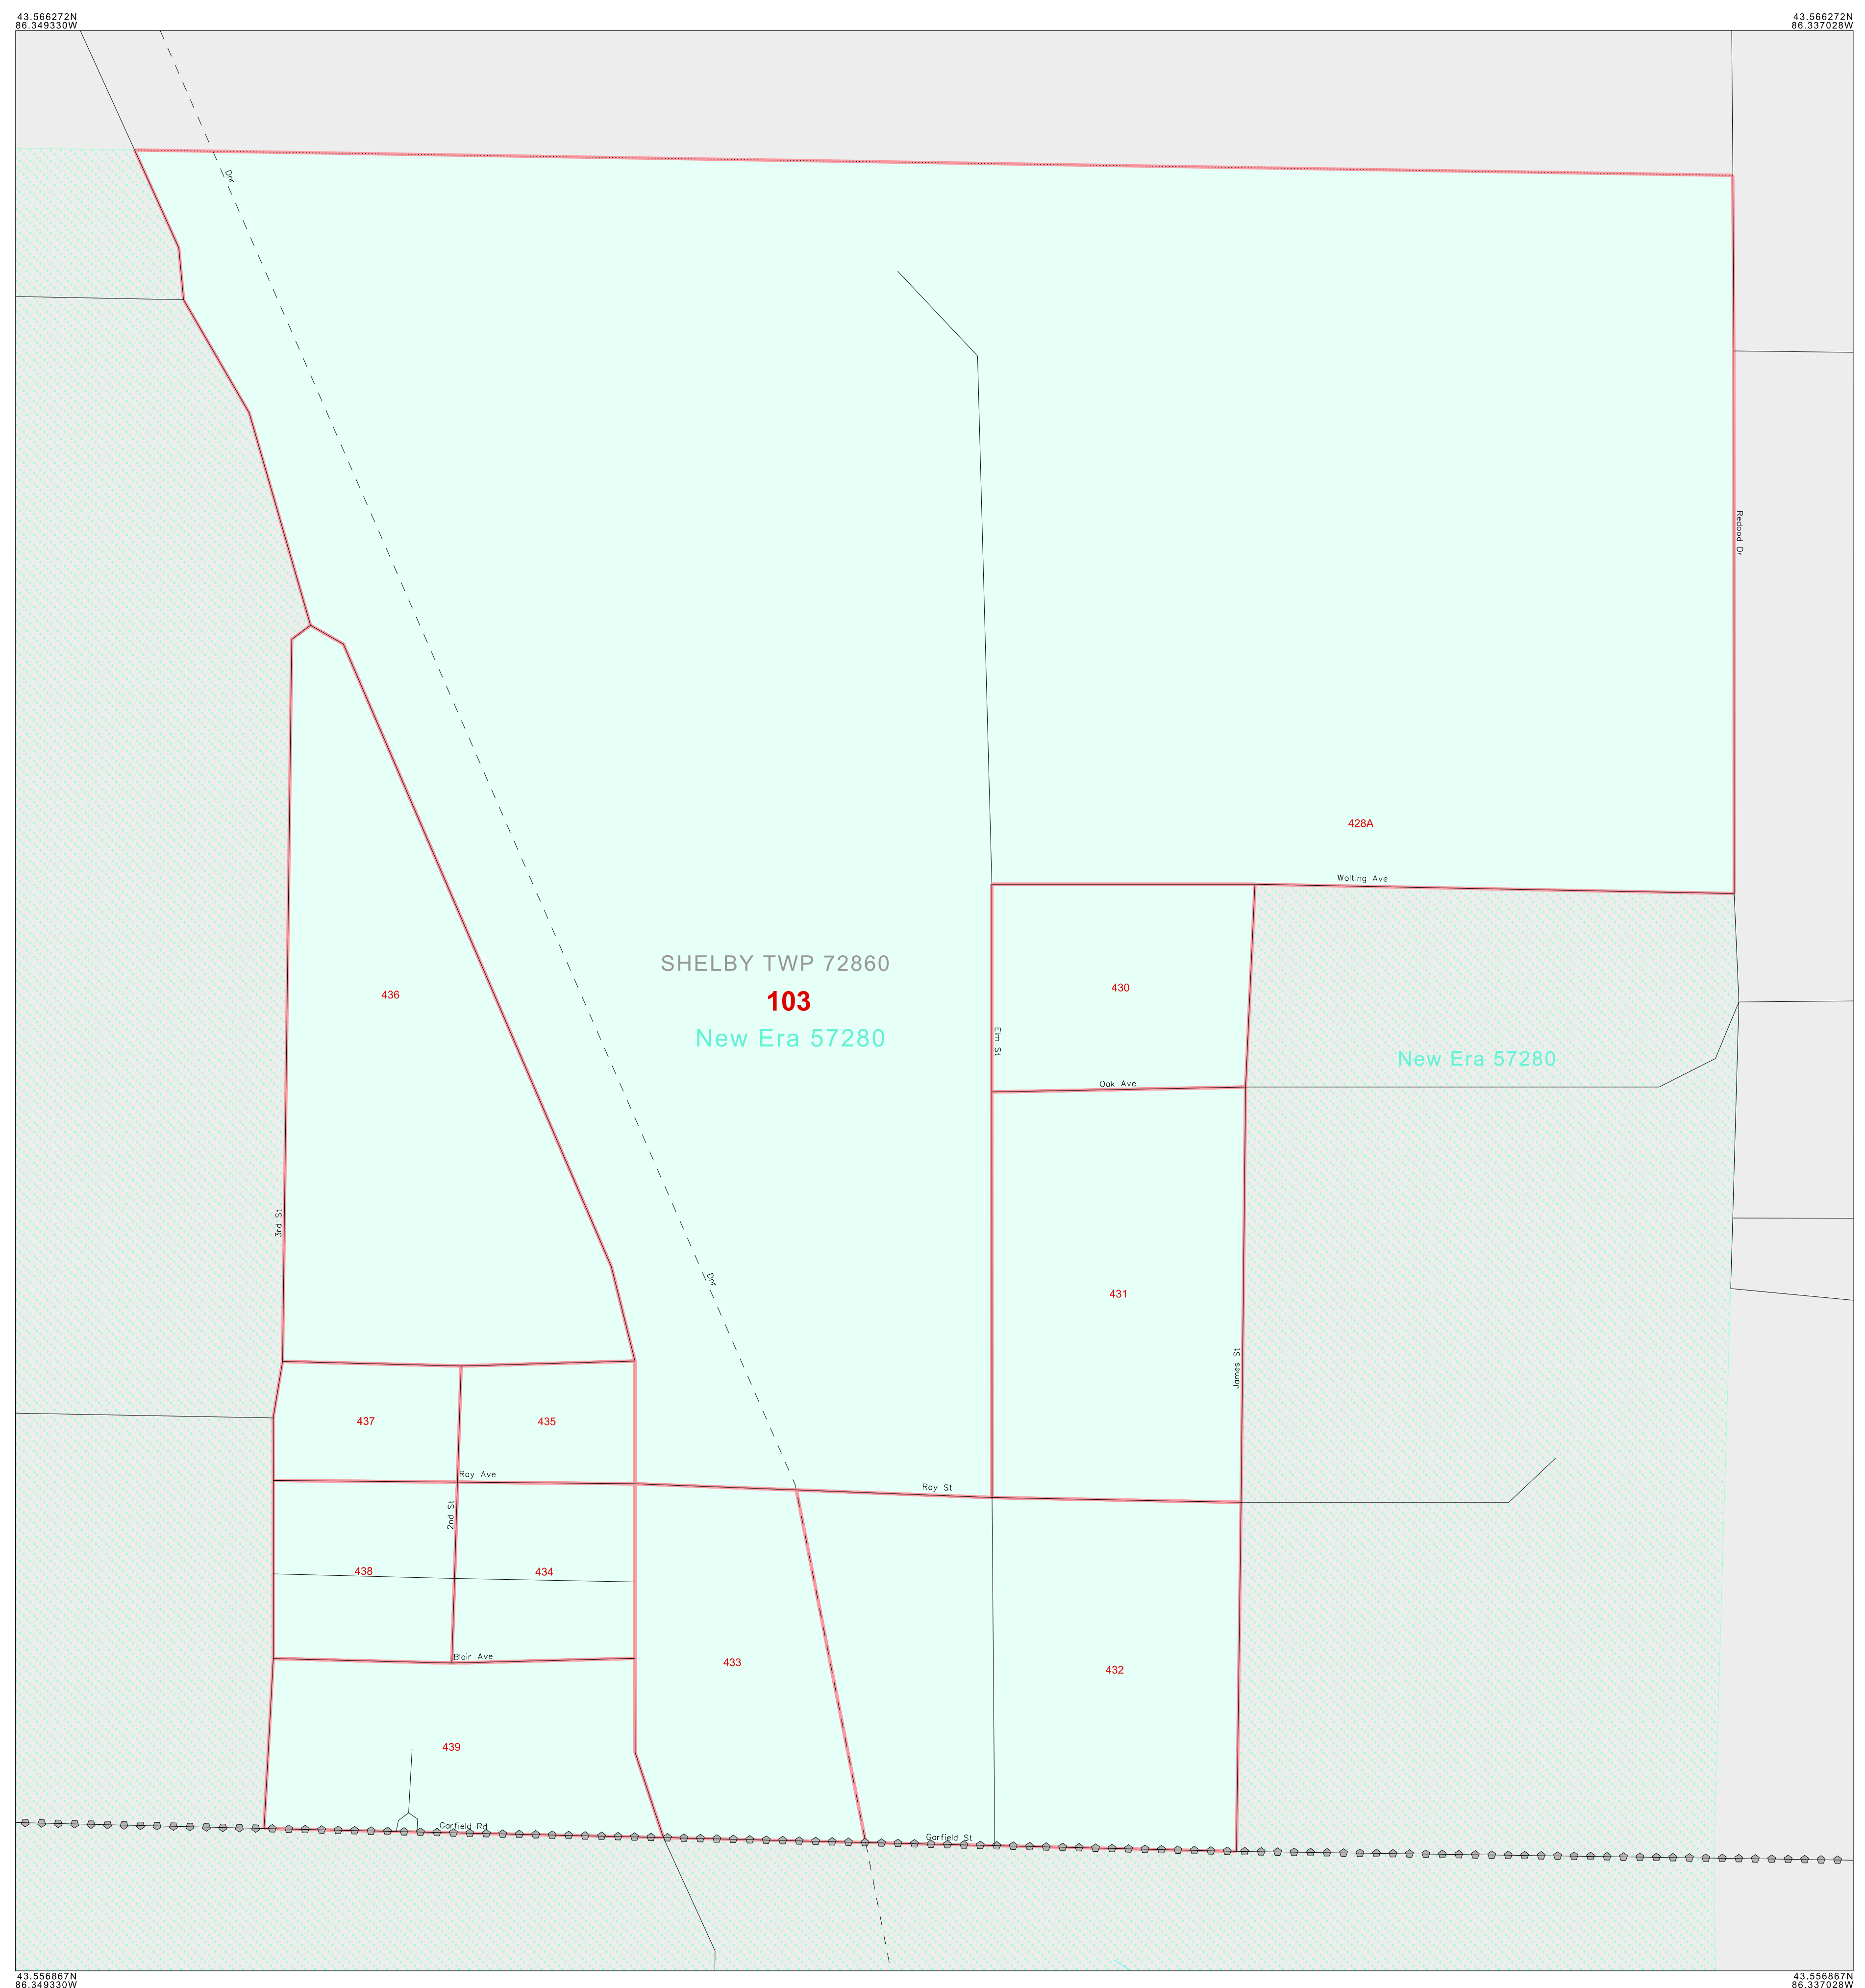 43.566272N
86.349330W
43.566272N
86.337028W
Dnr
Redood Dr
428A
Wolting Ave
SHELBY TWP 72860
436
430
103
New Era 57280
Elm St
New Era 57280
Oak Ave
3rd St
Dnr
431
James St
437
435
Ray Ave
Ray St
2nd St
438
434
Blair Ave
433
432
439
Garfield Rd
Garfield St
43.556867N
86.349330W
43.556867N
86.337028W